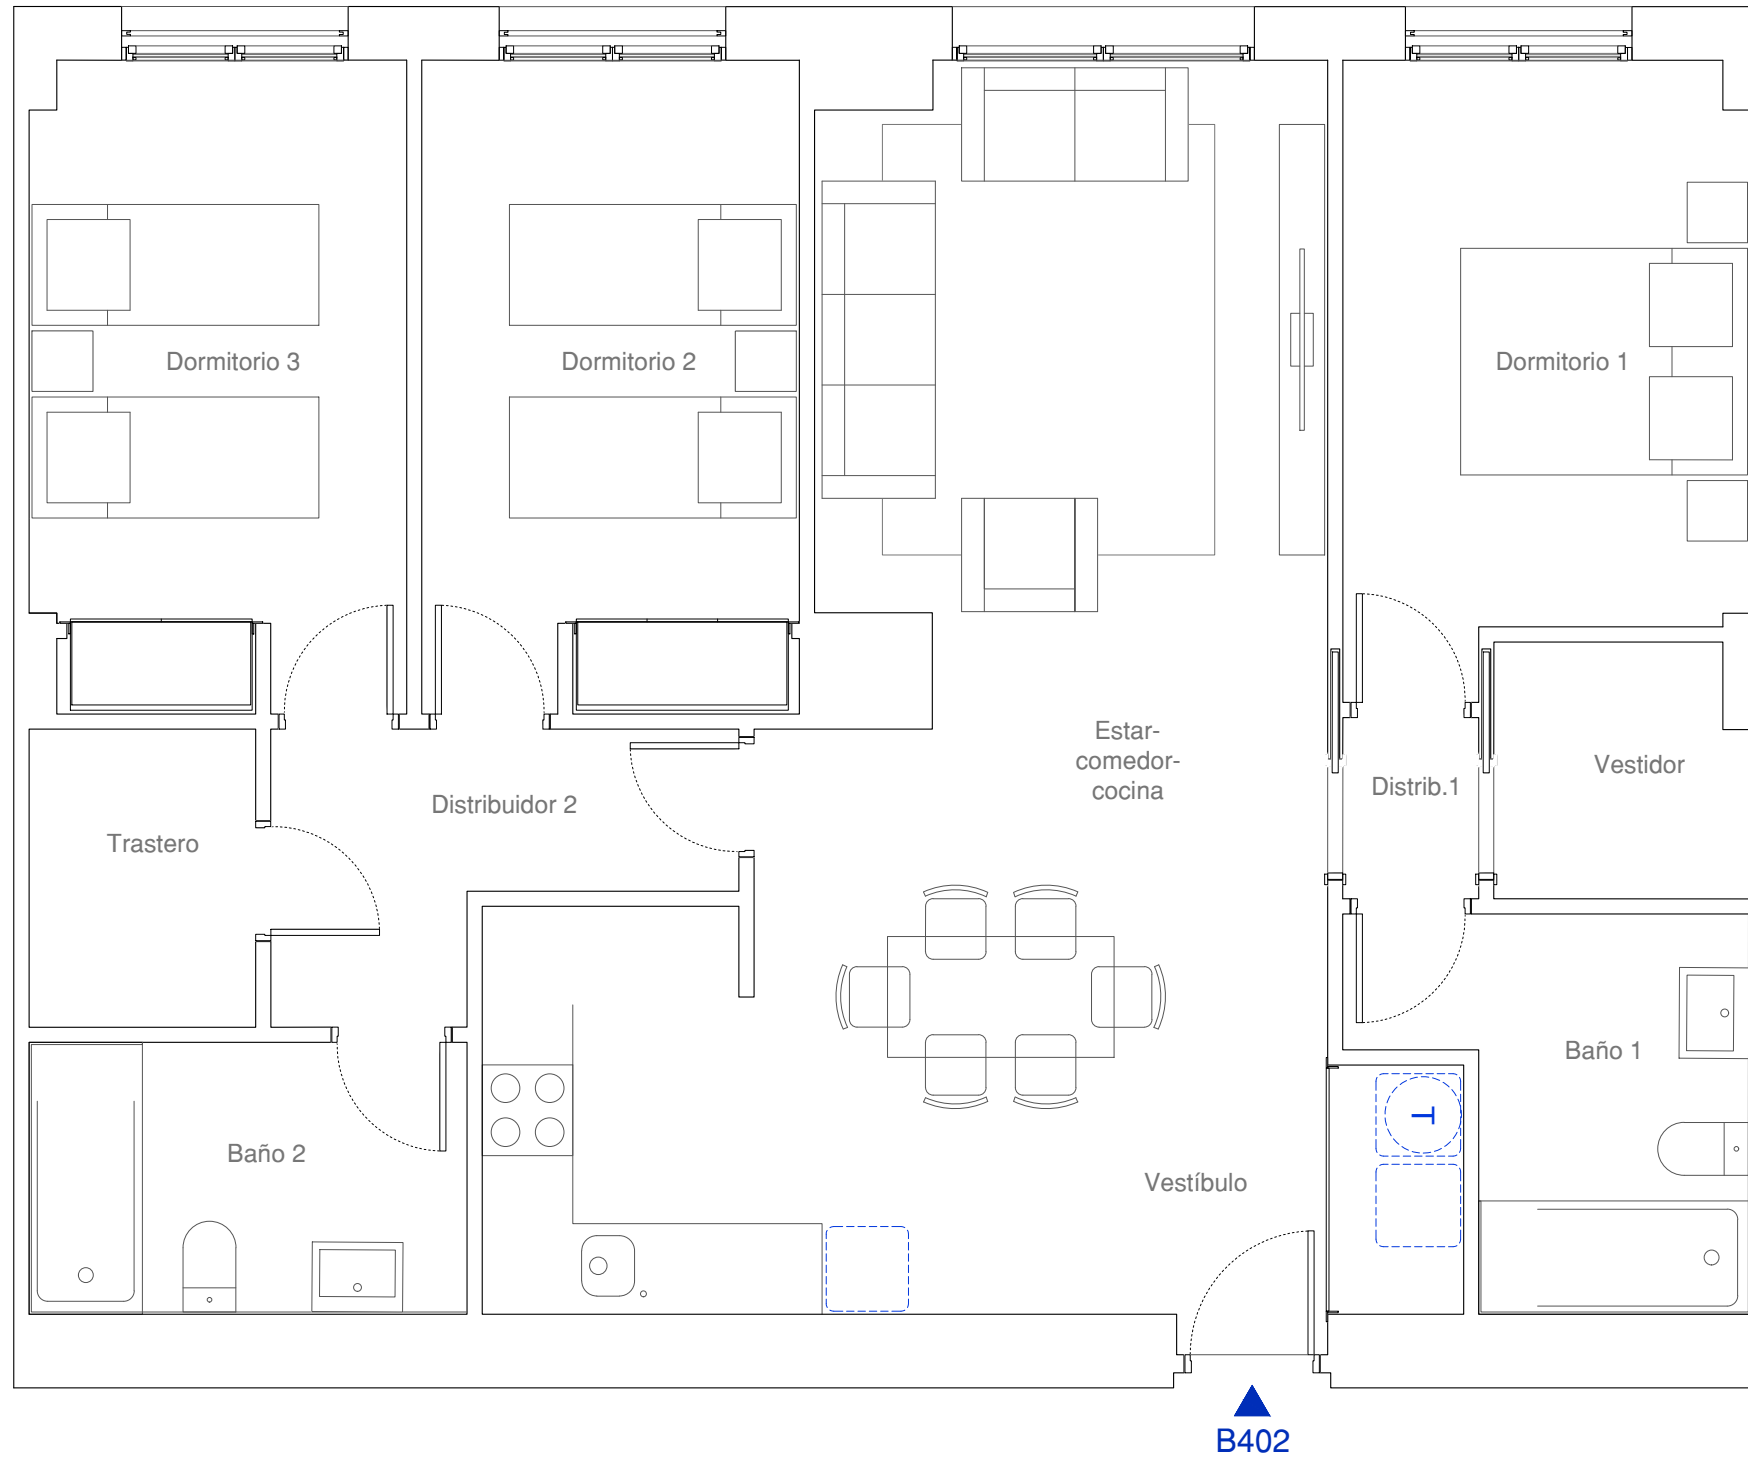 Dormitorio 3
Dormitorio 2
Dormitorio 1
Estar-
comedor-
cocina
Distrib.1
Vestidor
Distribuidor 2
Trastero
Baño 1
T
Baño 2
Vestíbulo
B402